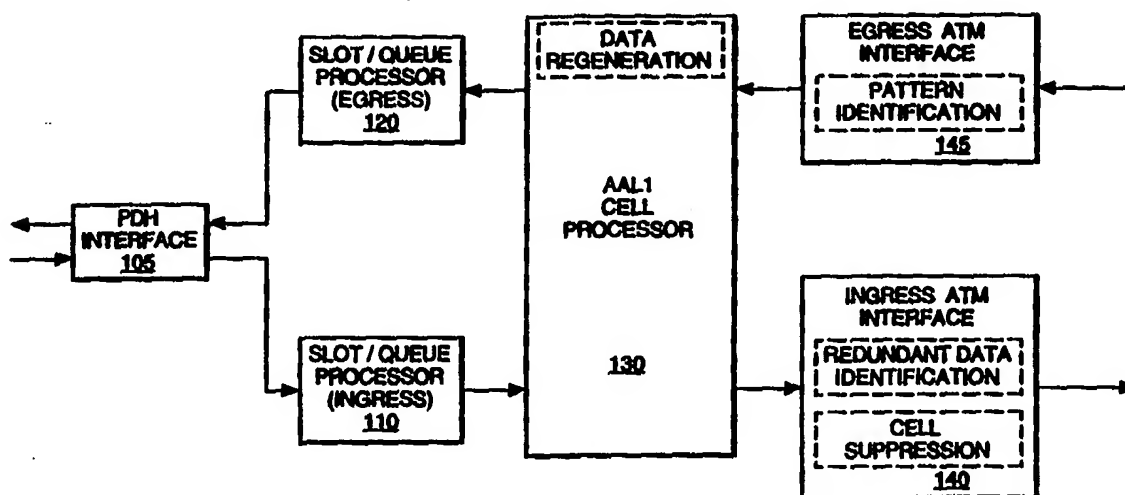 SLOT / QUEUE
PROCESSOR
(EGRESS)
120
DATA
REGENERATION
EGRESS ATM
INTERFACE
PATTERN
IDENTIFICATION
145
AAL1
CELL
PROCESSOR
130
PDH
INTERFACE
105
SLOT / QUEUE
PROCESSOR
(INGRESS)
110
INGRESS ATM
INTERFACE
REDUNDANT DATA
IDENTIFICATION
CELL
SUPPRESSION
140